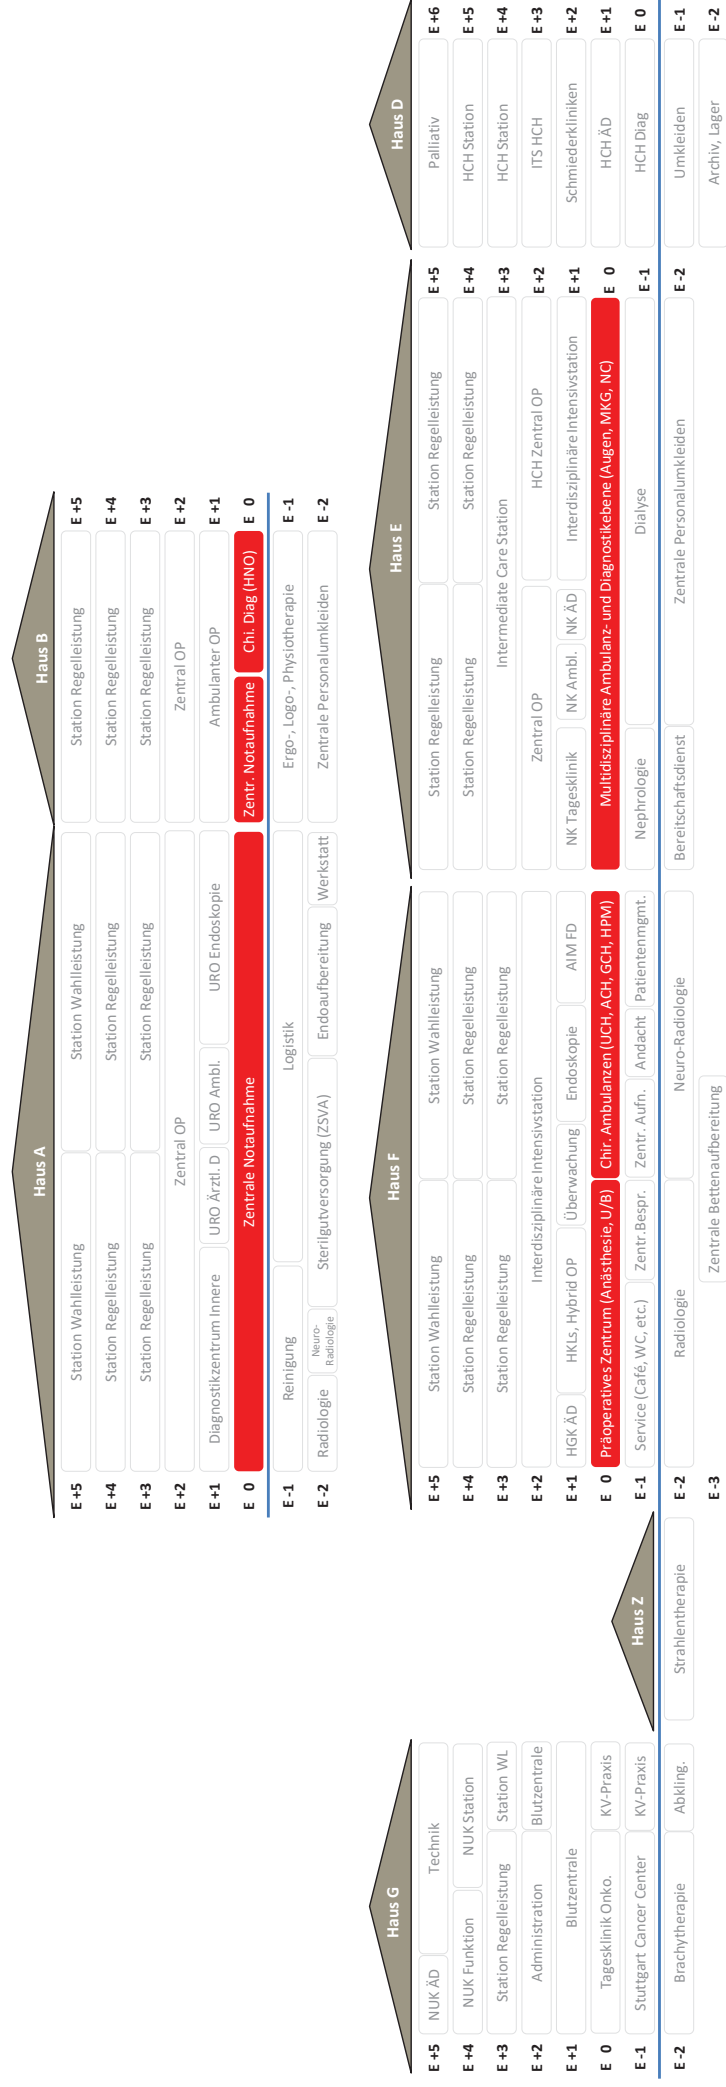 Haus A
Haus B
E +5 Station Wahlleistung Station Wahlleistung Station Regelleistung E +5
E +4 Station Regelleistung Station Regelleistung Station Regelleistung E +4
E +3 Station Regelleistung Station Regelleistung Station Regelleistung E +3
E +2 Zentral OP Zentral OP E +2
E +1 Diagnostikzentrum Innere URO Ärztl. D URO Ambl. URO Endoskopie Ambulanter OP E +1
E 0 Zentrale Notaufnahme Zentr. Notaufnahme Chi. Diag (HNO) E 0
E -1 Reinigung Logistik Ergo-, Logo-, Physiotherapie E -1
E -2 Radiologie Neuro-
Radiologie Sterilgutversorgung (ZSVA) Endoaufbereitung Werkstatt Zentrale Personalumkleiden E -2
Haus G
E +5 NUK ÄD Technik
E +4 NUK Funktion NUK Station
E +3 Station Regelleistung Station WL
E +2 Administration Blutzentrale
E +1 Blutzentrale
E 0 Tagesklinik Onko. KV-Praxis
E -1 Stuttgart Cancer Center KV-Praxis
E -2 Brachytherapie Abkling.
Haus Z
Strahlentherapie
Haus F
Haus E
E +5 Station Wahlleistung Station Wahlleistung Station Regelleistung Station Regelleistung E +5
E +4 Station Regelleistung Station Regelleistung Station Regelleistung Station Regelleistung E +4
E +3 Station Regelleistung Station Regelleistung Intermediate Care Station E +3
E +2 Interdisziplinäre Intensivstation Zentral OP HCH Zentral OP E +2
E +1 HGK ÄD HKLs, Hybrid OP Überwachung Endoskopie AIM FD NK Tagesklinik NK Ambl. NK ÄD Interdisziplinäre Intensivstation E +1
E 0 Präoperatives Zentrum (Anästhesie, U/B) Chir. Ambulanzen (UCH, ACH, GCH, HPM) Multidisziplinäre Ambulanz- und Diagnostikebene (Augen, MKG, NC) E 0
E -1 Service (Café, WC, etc.) Zentr.Bespr. Zentr. Aufn. Andacht Patientenmgmt. Nephrologie Dialyse E -1
E -2 Radiologie Neuro-Radiologie Bereitschaftsdienst Zentrale Personalumkleiden E -2
E -3 Zentrale Bettenaufbereitung
Haus D
Palliativ E +6
HCH Station E +5
HCH Station E +4
ITS HCH E +3
Schmiederkliniken E +2
HCH ÄD E +1
HCH Diag E 0
Umkleiden E -1
Archiv, Lager E -2